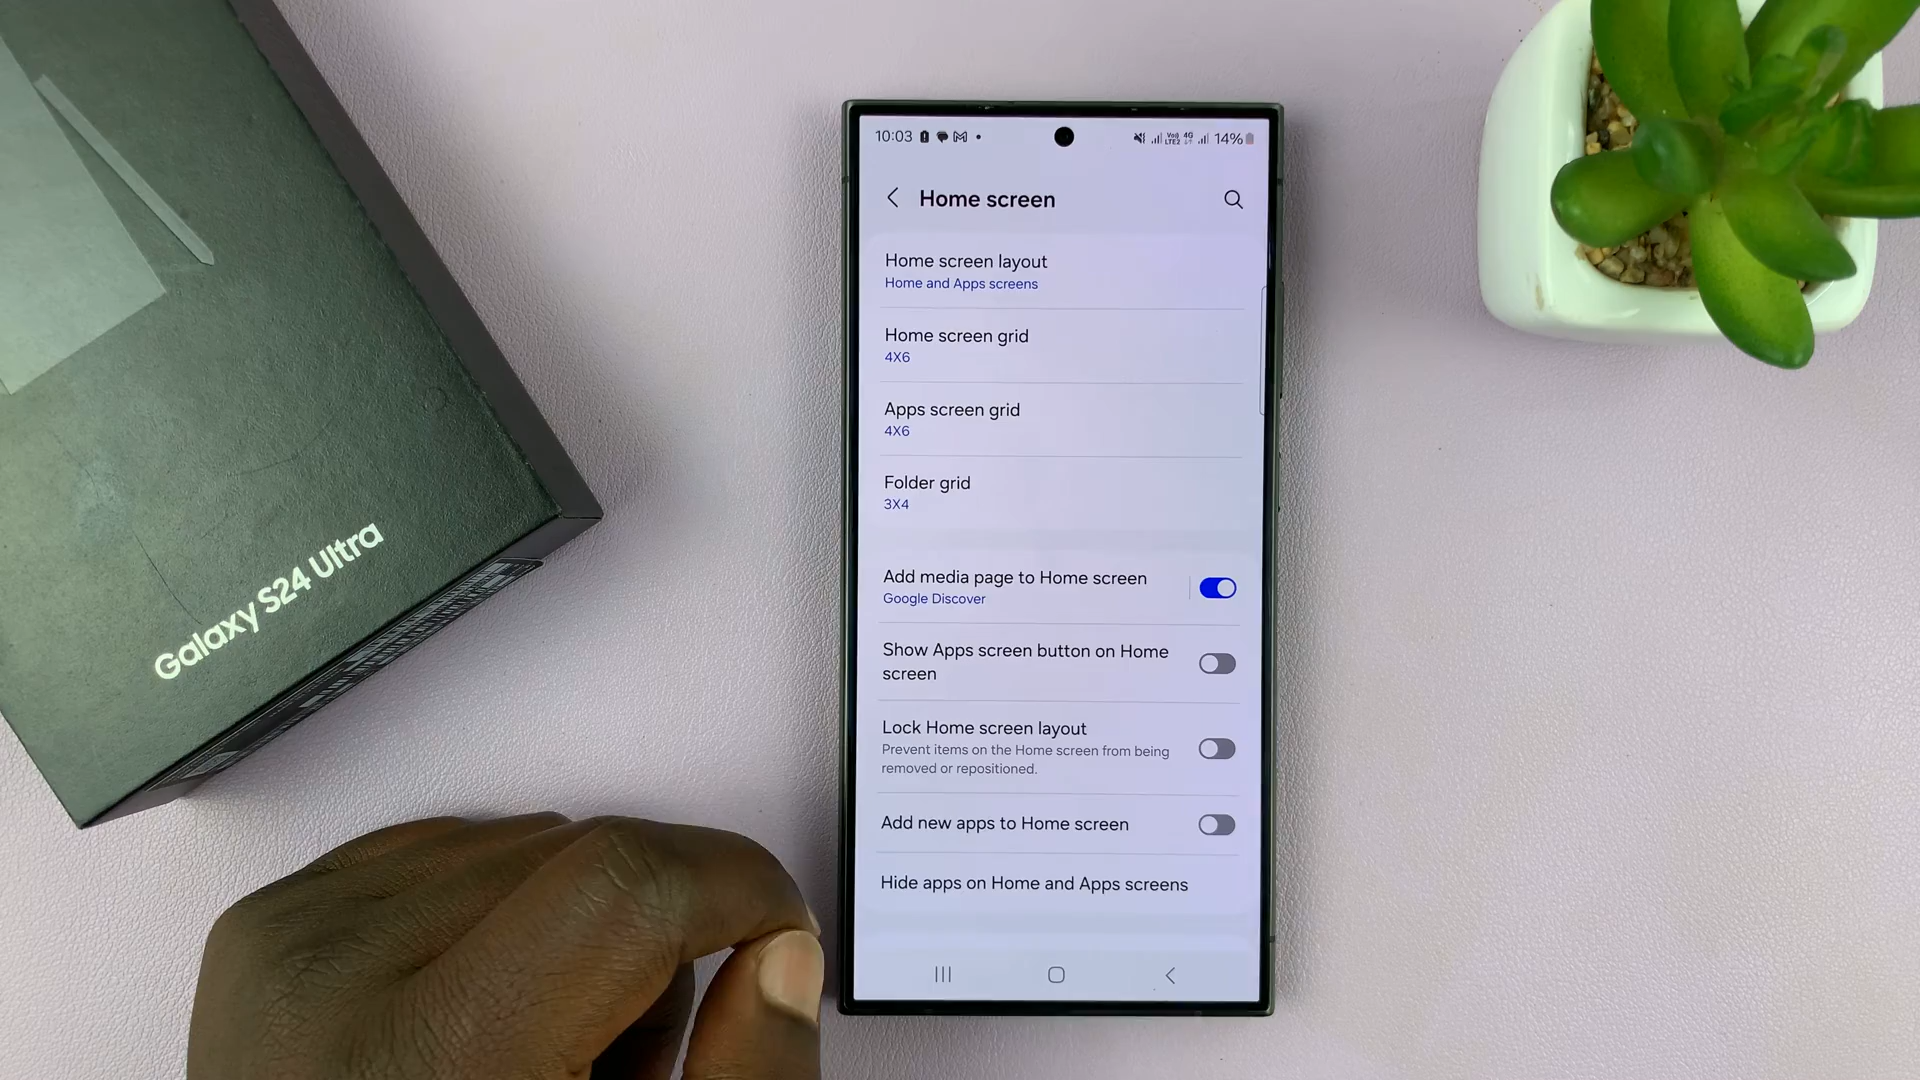 Galaxy S24 Ultra
10:03
14%
Home screen
Home screen layout
Home and Apps screens
Home screen grid
4X6
Apps screen grid
4X6
Folder grid
3X4
Add media page to Home screen
Google Discover
Show Apps screen button on Home
screen
Lock Home screen layout
Prevent items on the Home screen from being
removed or repositioned.
Add new apps to Home screen
Hide apps on Home and Apps screens